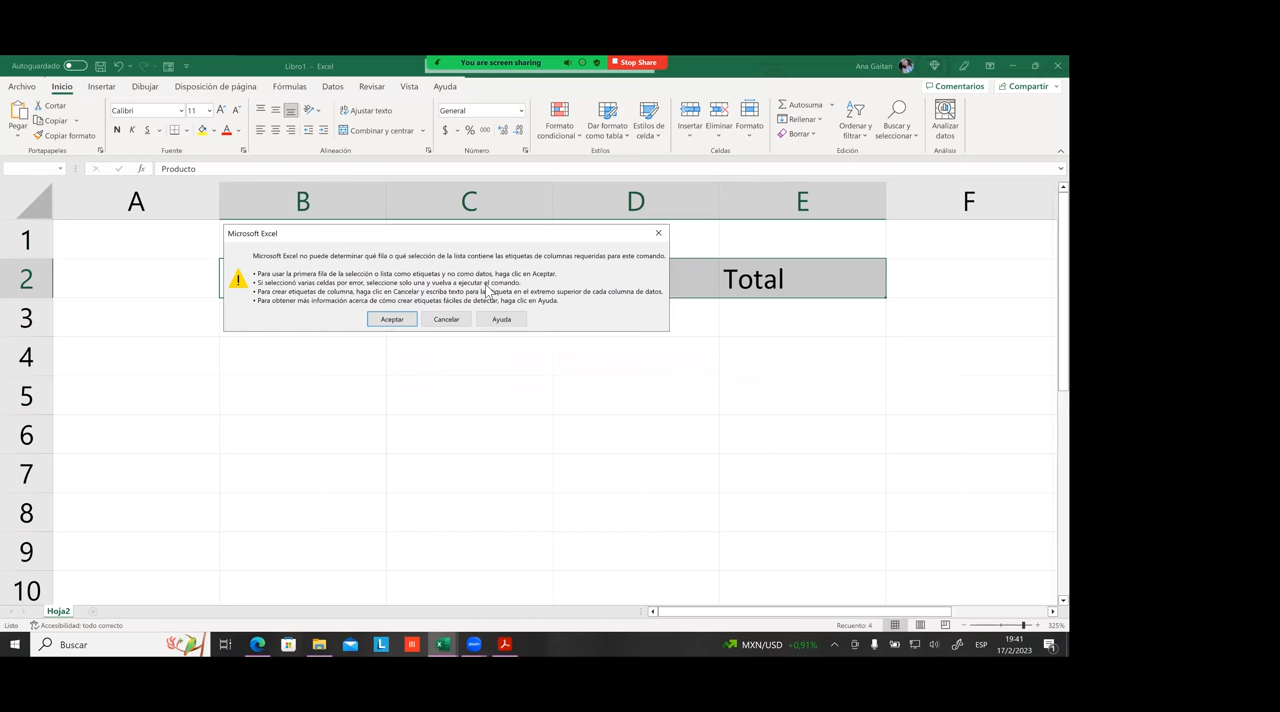 Autoguardado
Libro1 - Excel
You are screen sharing
Stop Share
Ana Gaitan
Archivo Inicio Insertar Dibujar Disposición de página Fórmulas Datos Revisar Vista Ayuda
Comentarios
Compartir
Pegar
Cortar
Copiar
Copiar formato
Portapapeles
Calibri
11
N K S
Fuente
Ajustar texto
Combinar y centrar
Alineación
General
$ % 000
Número
Formato condicional
Dar formato como tabla
Estilos de celda
Estilos
Insertar
Eliminar
Formato
Celdas
Autosuma
Rellenar
Borrar
Ordenar y filtrar
Buscar y seleccionar
Edición
Analizar datos
Análisis
fx
Producto
A B C D E F
1
2
Total
3
4
5
6
7
8
9
10
Microsoft Excel
Microsoft Excel no puede determinar qué fila o qué selección de la lista contiene las etiquetas de columnas requeridas para este comando.
• Para usar la primera fila de la selección o lista como etiquetas y no como datos, haga clic en Aceptar.
• Si seleccionó varias celdas por error, seleccione solo una y vuelva a ejecutar el comando.
• Para crear etiquetas de columna, haga clic en Cancelar y escriba texto para la etiqueta en el extremo superior de cada columna de datos.
• Para obtener más información acerca de cómo crear etiquetas fáciles de detectar, haga clic en Ayuda.
Aceptar
Cancelar
Ayuda
Hoja2
Listo
Accesibilidad: todo correcto
Recuento: 4
325%
Buscar
MXN/USD +0,91%
ESP
19:41
17/2/2023